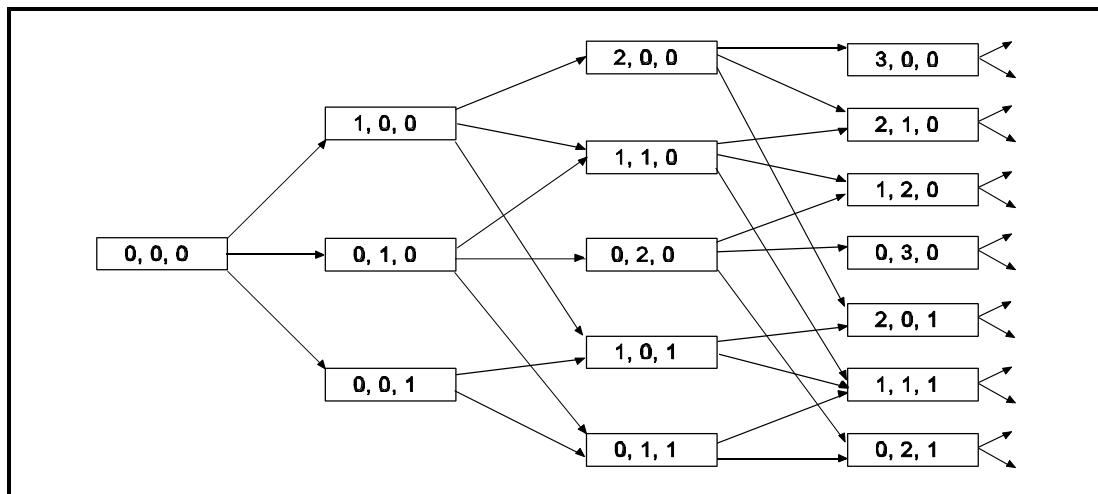 0, 0, 0
1, 0, 0
0, 1, 0
0, 0, 1
2, 0, 0
1, 1, 0
0, 2, 0
1, 0, 1
0, 1, 1
3, 0, 0
2, 1, 0
1, 2, 0
0, 3, 0
2, 0, 1
1, 1, 1
0, 2, 1